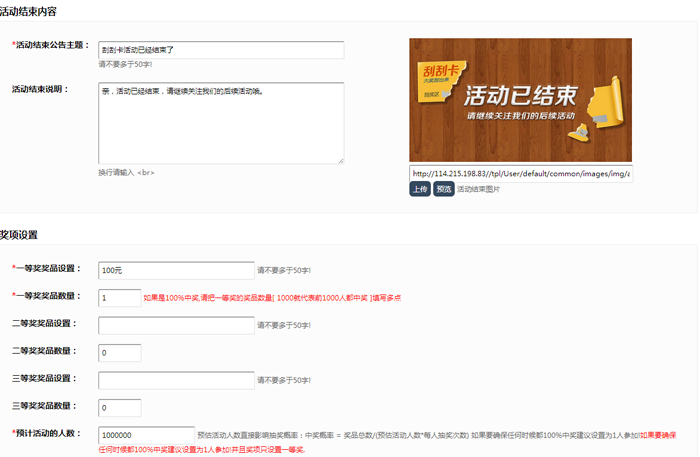 活动结束内容
*活动结束公告主题：
刮刮卡活动已经结束了
请不要多于50字!
活动结束说明：
亲，活动已经结束，请继续关注我们的后续活动哦。
换行请输入 <br>
刮刮卡
刮奖区
活动已结束
请继续关注我们的后续活动
http://114.215.198.83//tpl/User/default/common/images/img/a
上传 预览 活动结束图片
奖项设置
*一等奖奖品设置： 100元 请不要多于50字!
*一等奖奖品数量： 1 如果是100%中奖,请把一等奖的奖品数量[ 1000就代表前1000人都中奖 ]填写多点
二等奖奖品设置： 请不要多于50字!
二等奖奖品数量： 0
三等奖奖品设置： 请不要多于50字!
三等奖奖品数量： 0
*预计活动的人数： 1000000 预估活动人数直接影响抽奖概率：中奖概率 = 奖品总数/(预估活动人数*每人抽奖次数) 如果要确保任何时候都100%中奖建议设置为1人参加!如果要确保
任何时候都100%中奖建议设置为1人参加!并且奖项只设置一等奖.